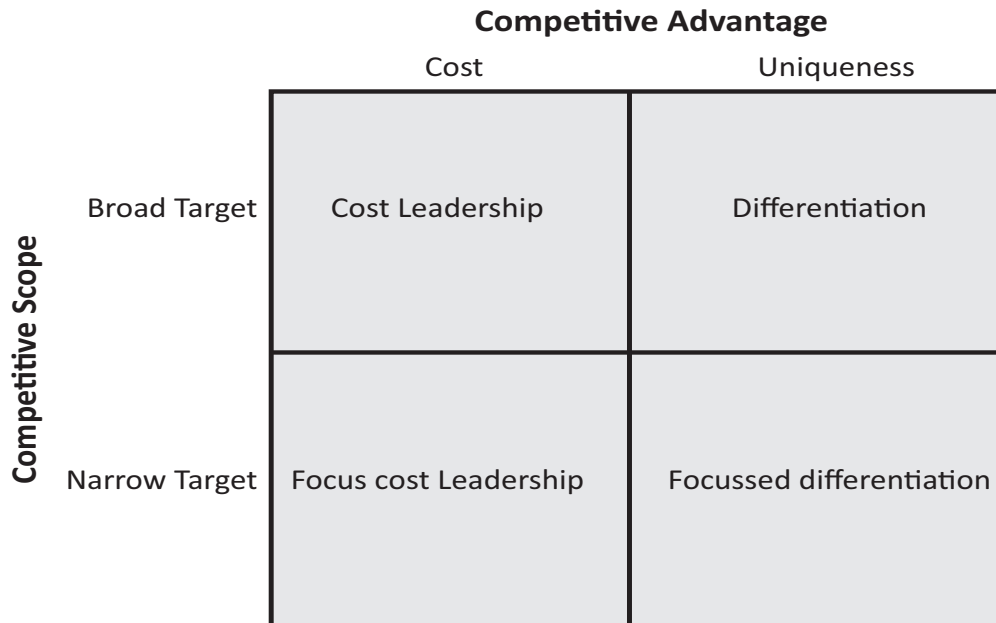 Competitive Advantage
Cost
Uniqueness
Competitive Scope
Broad Target
Cost Leadership
Differentiation
Narrow Target
Focus cost Leadership
Focussed differentiation